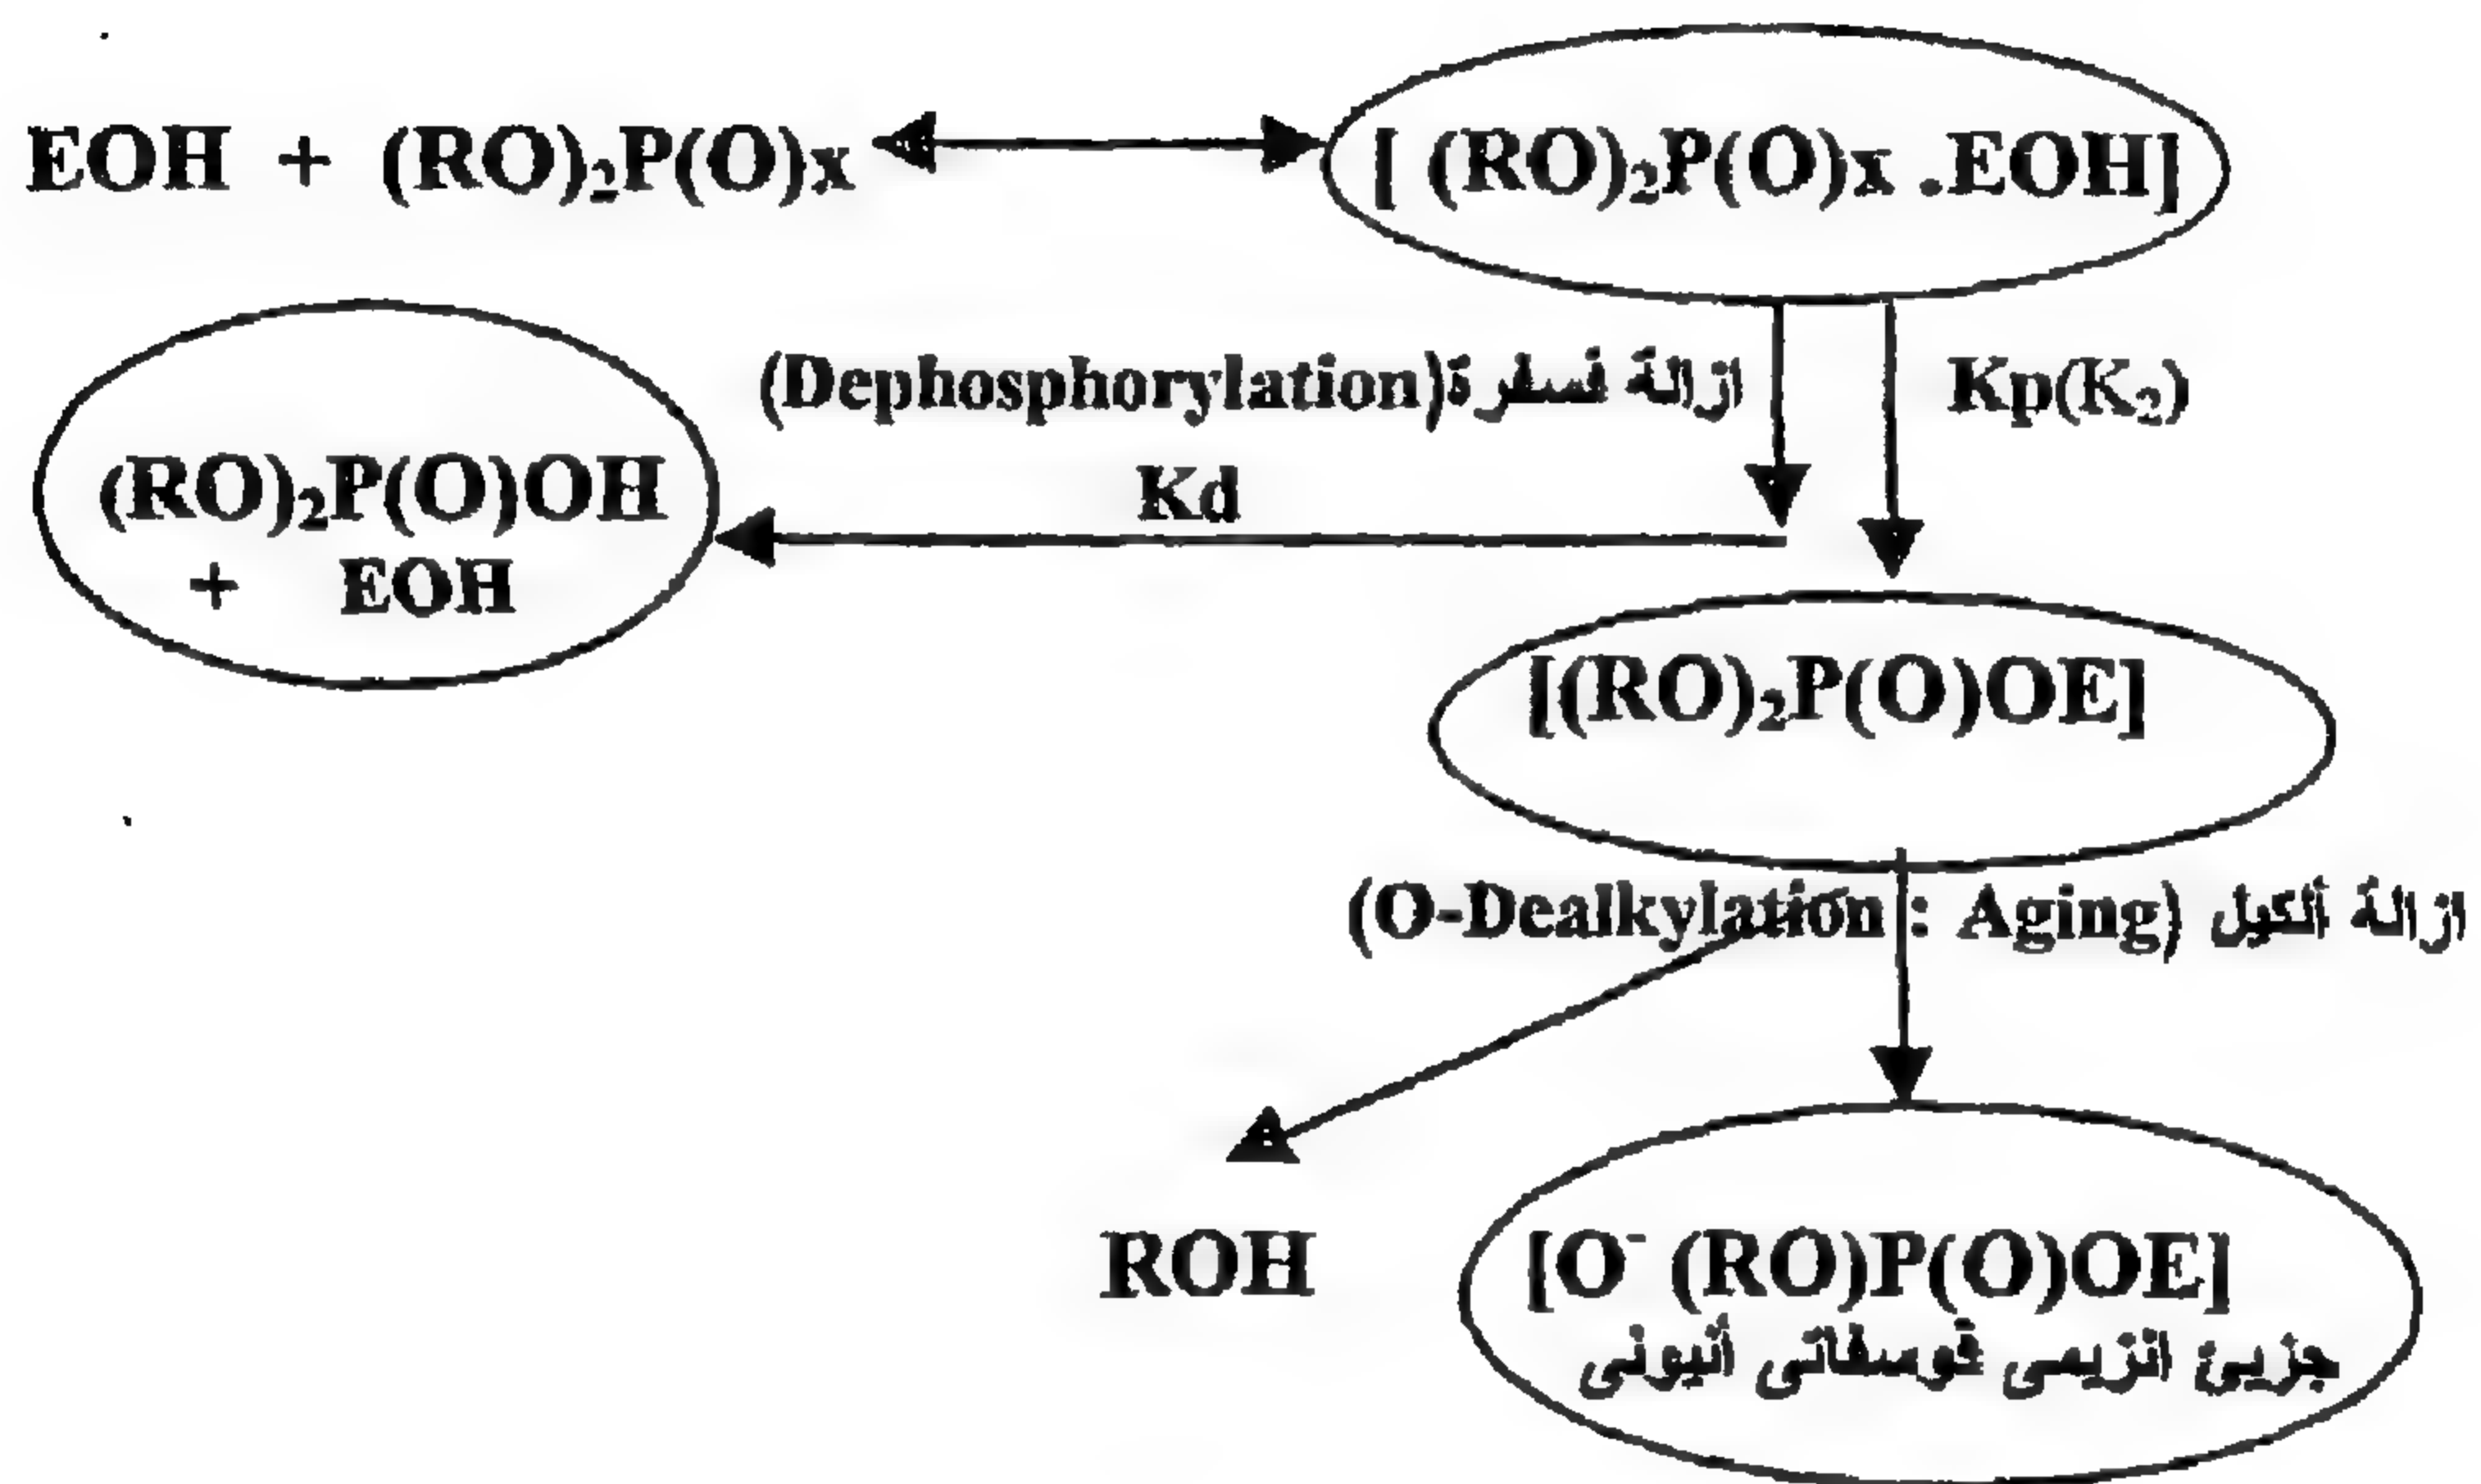 EOH + (RO)₂P(O)x [ (RO)₂P(O)x .EOH]
(Dephosphorylation) ازالة فسفرة Kp(K₂)
Kd
(RO)₂P(O)OH
+ EOH
[(RO)₂P(O)OE]
(O-Dealkylation : Aging) ازالة ألكيل
ROH [O⁻ (RO)P(O)OE]
جزيئ انزيمى فوسفاتى أنيونى